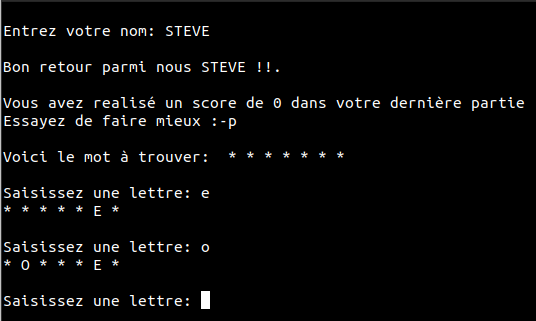 Entrez votre nom: STEVE
Bon retour parmi nous STEVE !!.
Vous avez realisé un score de 0 dans votre dernière partie
Essayez de faire mieux :-p
Voici le mot à trouver:  * * * * * * *
Saisissez une lettre: e
* * * * * E *
Saisissez une lettre: o
* O * * * E *
Saisissez une lettre: